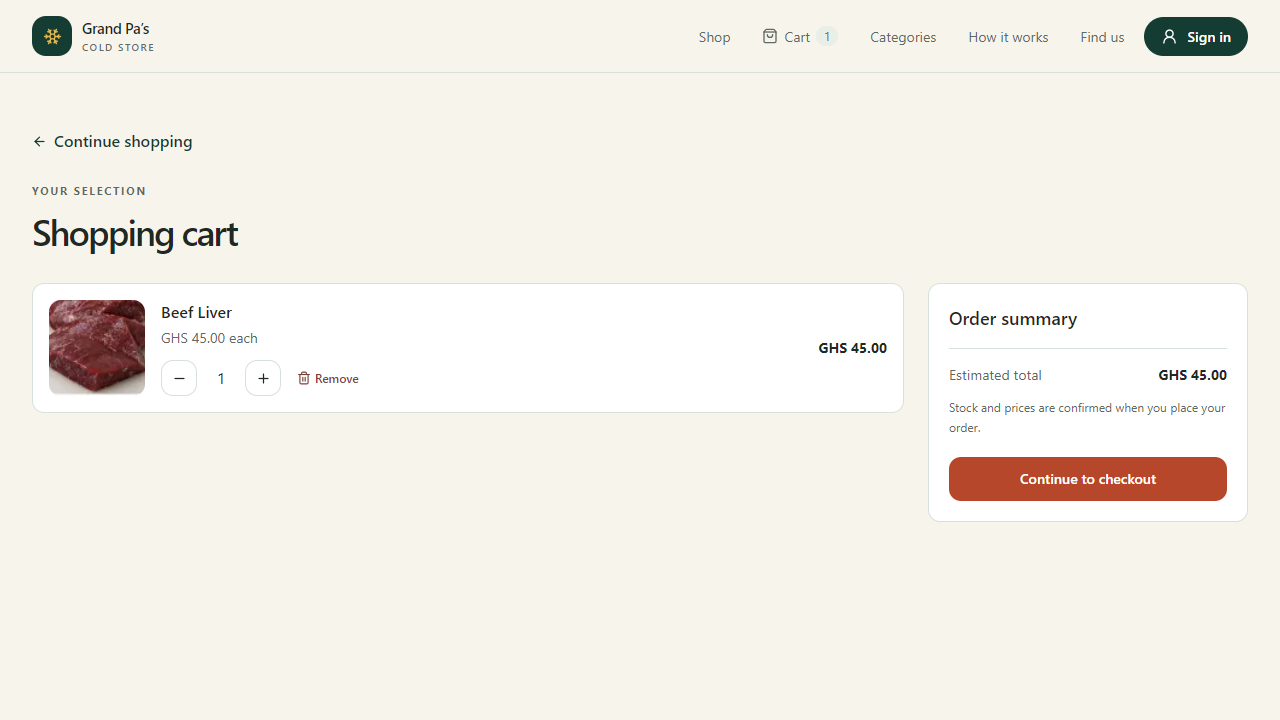 Grand Pa's
COLD STORE
Shop
Cart 1
Categories
How it works
Find us
Sign in
← Continue shopping
YOUR SELECTION
Shopping cart
Beef Liver
GHS 45.00 each
− 1 +
Remove
GHS 45.00
Order summary
Estimated total GHS 45.00
Stock and prices are confirmed when you place your
order.
Continue to checkout